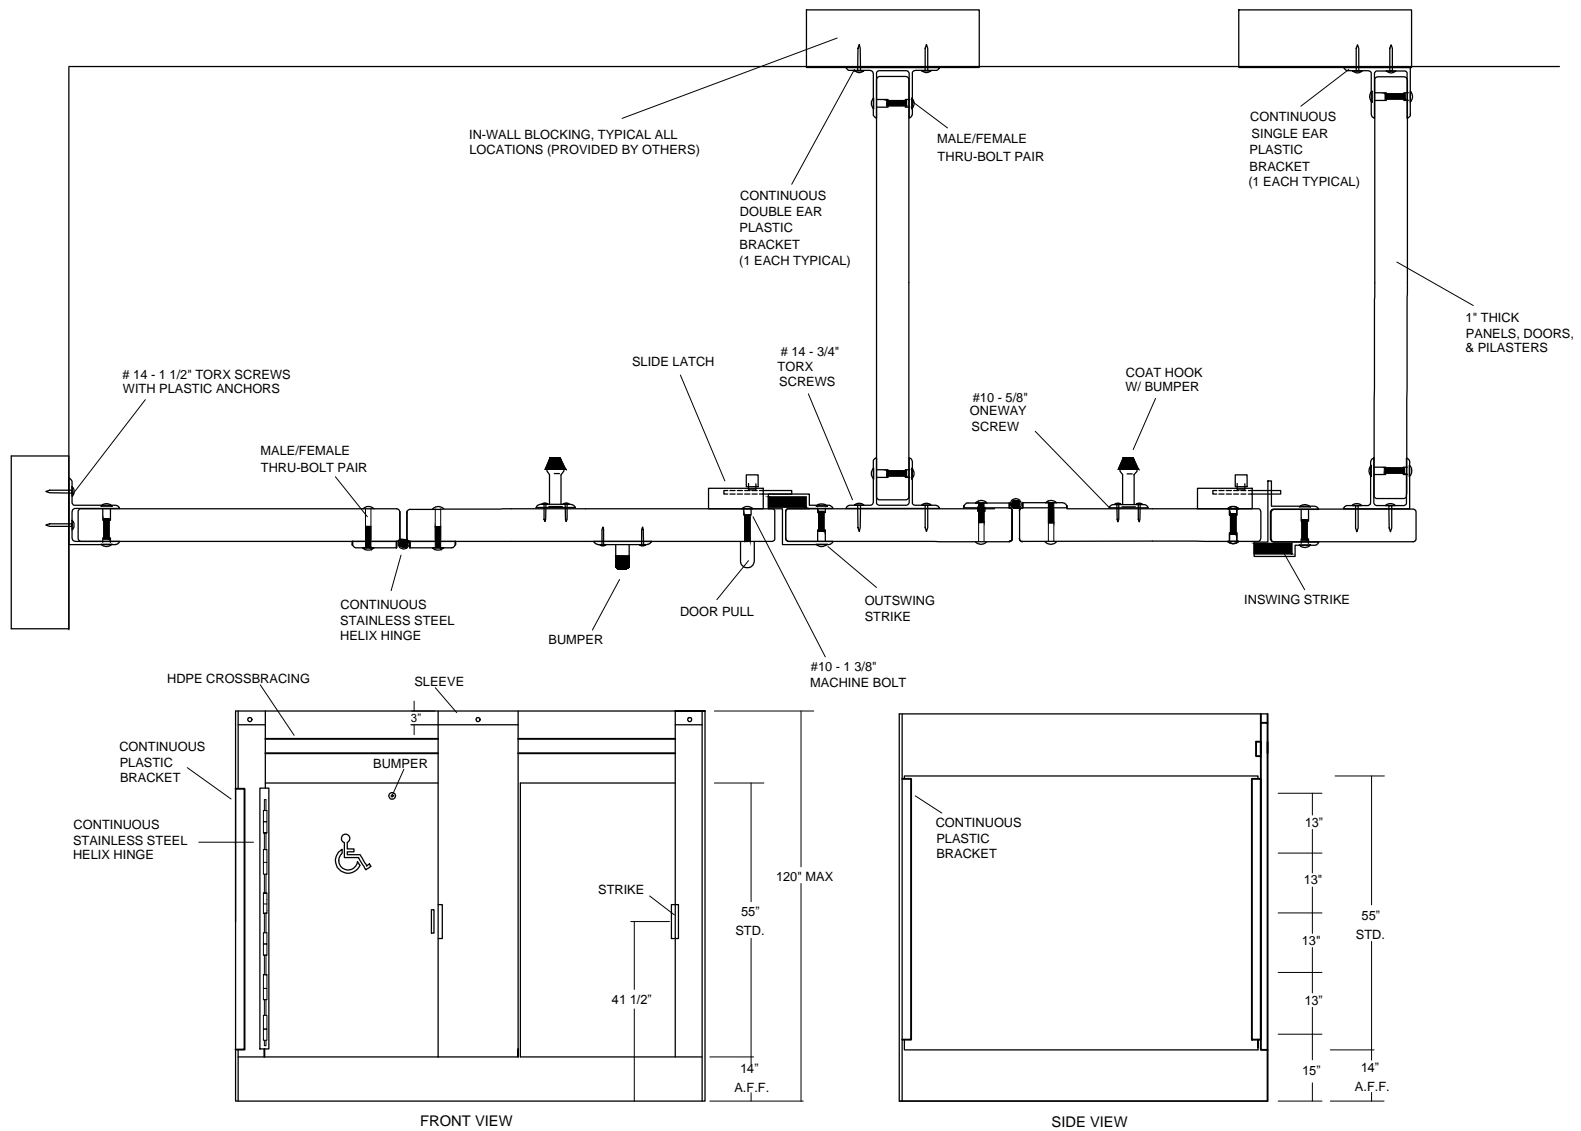 IN-WALL BLOCKING, TYPICAL ALL
LOCATIONS (PROVIDED BY OTHERS)
MALE/FEMALE
THRU-BOLT PAIR
CONTINUOUS
SINGLE EAR
PLASTIC
BRACKET
(1 EACH TYPICAL)
CONTINUOUS
DOUBLE EAR
PLASTIC
BRACKET
(1 EACH TYPICAL)
1" THICK
PANELS, DOORS,
& PILASTERS
# 14 - 1 1/2" TORX SCREWS
WITH PLASTIC ANCHORS
SLIDE LATCH
# 14 - 3/4"
TORX
SCREWS
COAT HOOK
W/ BUMPER
#10 - 5/8"
ONEWAY
SCREW
MALE/FEMALE
THRU-BOLT PAIR
CONTINUOUS
STAINLESS STEEL
HELIX HINGE
BUMPER
DOOR PULL
OUTSWING
STRIKE
INSWING STRIKE
#10 - 1 3/8"
MACHINE BOLT
HDPE CROSSBRACING
SLEEVE
3"
CONTINUOUS
PLASTIC
BRACKET
BUMPER
CONTINUOUS
STAINLESS STEEL
HELIX HINGE
STRIKE
41 1/2"
120" MAX
55"
STD.
14"
A.F.F.
FRONT VIEW
CONTINUOUS
PLASTIC
BRACKET
13"
13"
13"
13"
15"
55"
STD.
14"
A.F.F.
SIDE VIEW